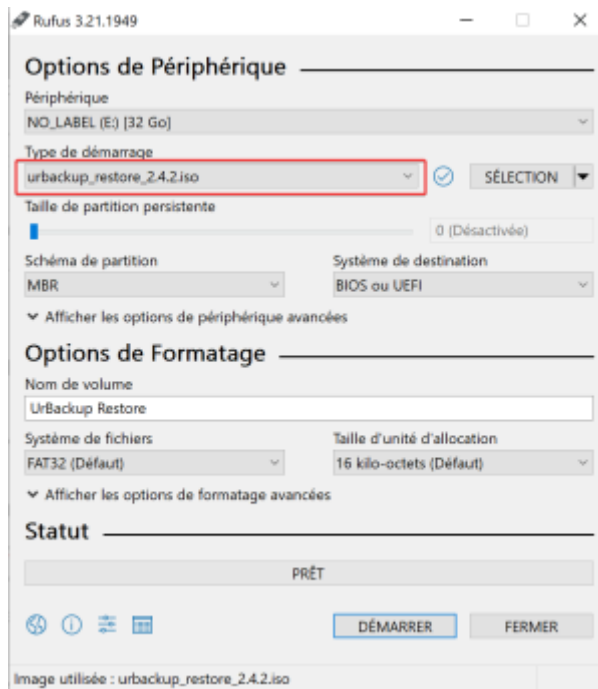 Rufus 3.21.1949
Options de Périphérique
Périphérique
NO_LABEL (E:) [32 Go]
Type de démarrage
urbackup_restore_2.4.2.iso
SÉLECTION
Taille de partition persistente
0 (Désactivée)
Schéma de partition
Système de destination
MBR
BIOS ou UEFI
Afficher les options de périphérique avancées
Options de Formatage
Nom de volume
UrBackup Restore
Système de fichiers
Taille d'unité d'allocation
FAT32 (Défaut)
16 kilo-octets (Défaut)
Afficher les options de formatage avancées
Statut
PRÊT
DÉMARRER
FERMER
Image utilisée : urbackup_restore_2.4.2.iso